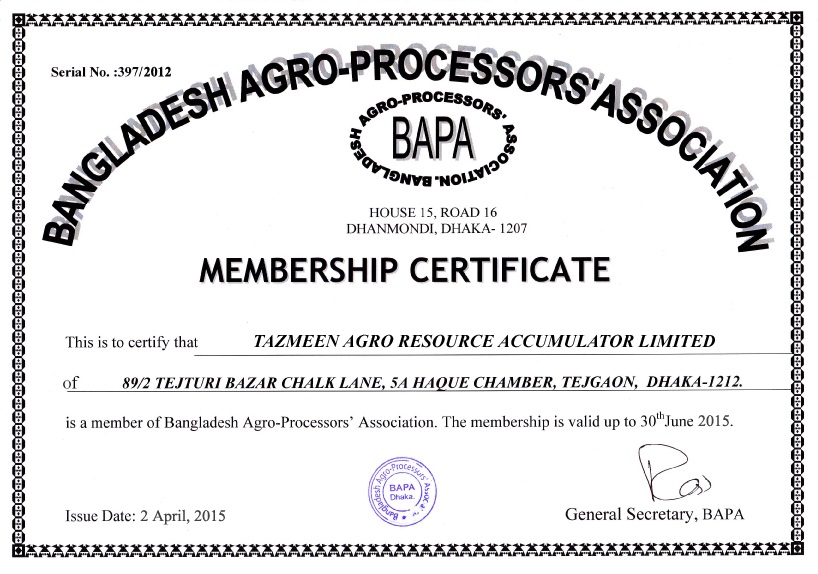 Serial No. :397/2012
BANGLADESH AGRO-PROCESSORS' ASSOCIATION
BANGLADESH AGRO-PROCESSORS' ASSOCIATION.
BAPA
HOUSE 15, ROAD 16
DHANMONDI, DHAKA- 1207
MEMBERSHIP CERTIFICATE
This is to certify that TAZMEEN AGRO RESOURCE ACCUMULATOR LIMITED
of 89/2 TEJTURI BAZAR CHALK LANE, 5A HAQUE CHAMBER, TEJGAON, DHAKA-1212.
is a member of Bangladesh Agro-Processors' Association. The membership is valid up to 30th June 2015.
Bangladesh Agro-Processors'
BAPA
Dhaka.
Issue Date: 2 April, 2015
General Secretary, BAPA